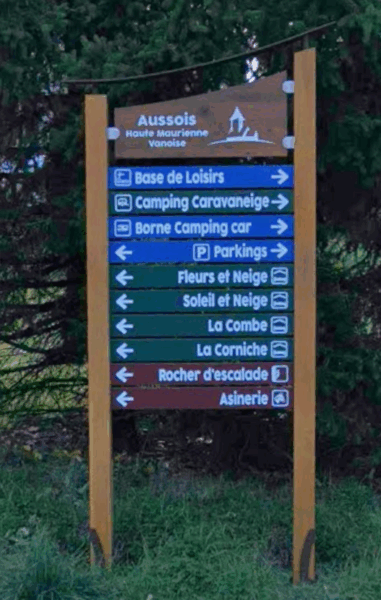 Aussois
Haute Maurienne
Vanoise
Base de Loisirs
Camping Caravaneige
Borne Camping car
P Parkings
Fleurs et Neige
Soleil et Neige
La Combe
La Corniche
Rocher d'escalade
Asinerie